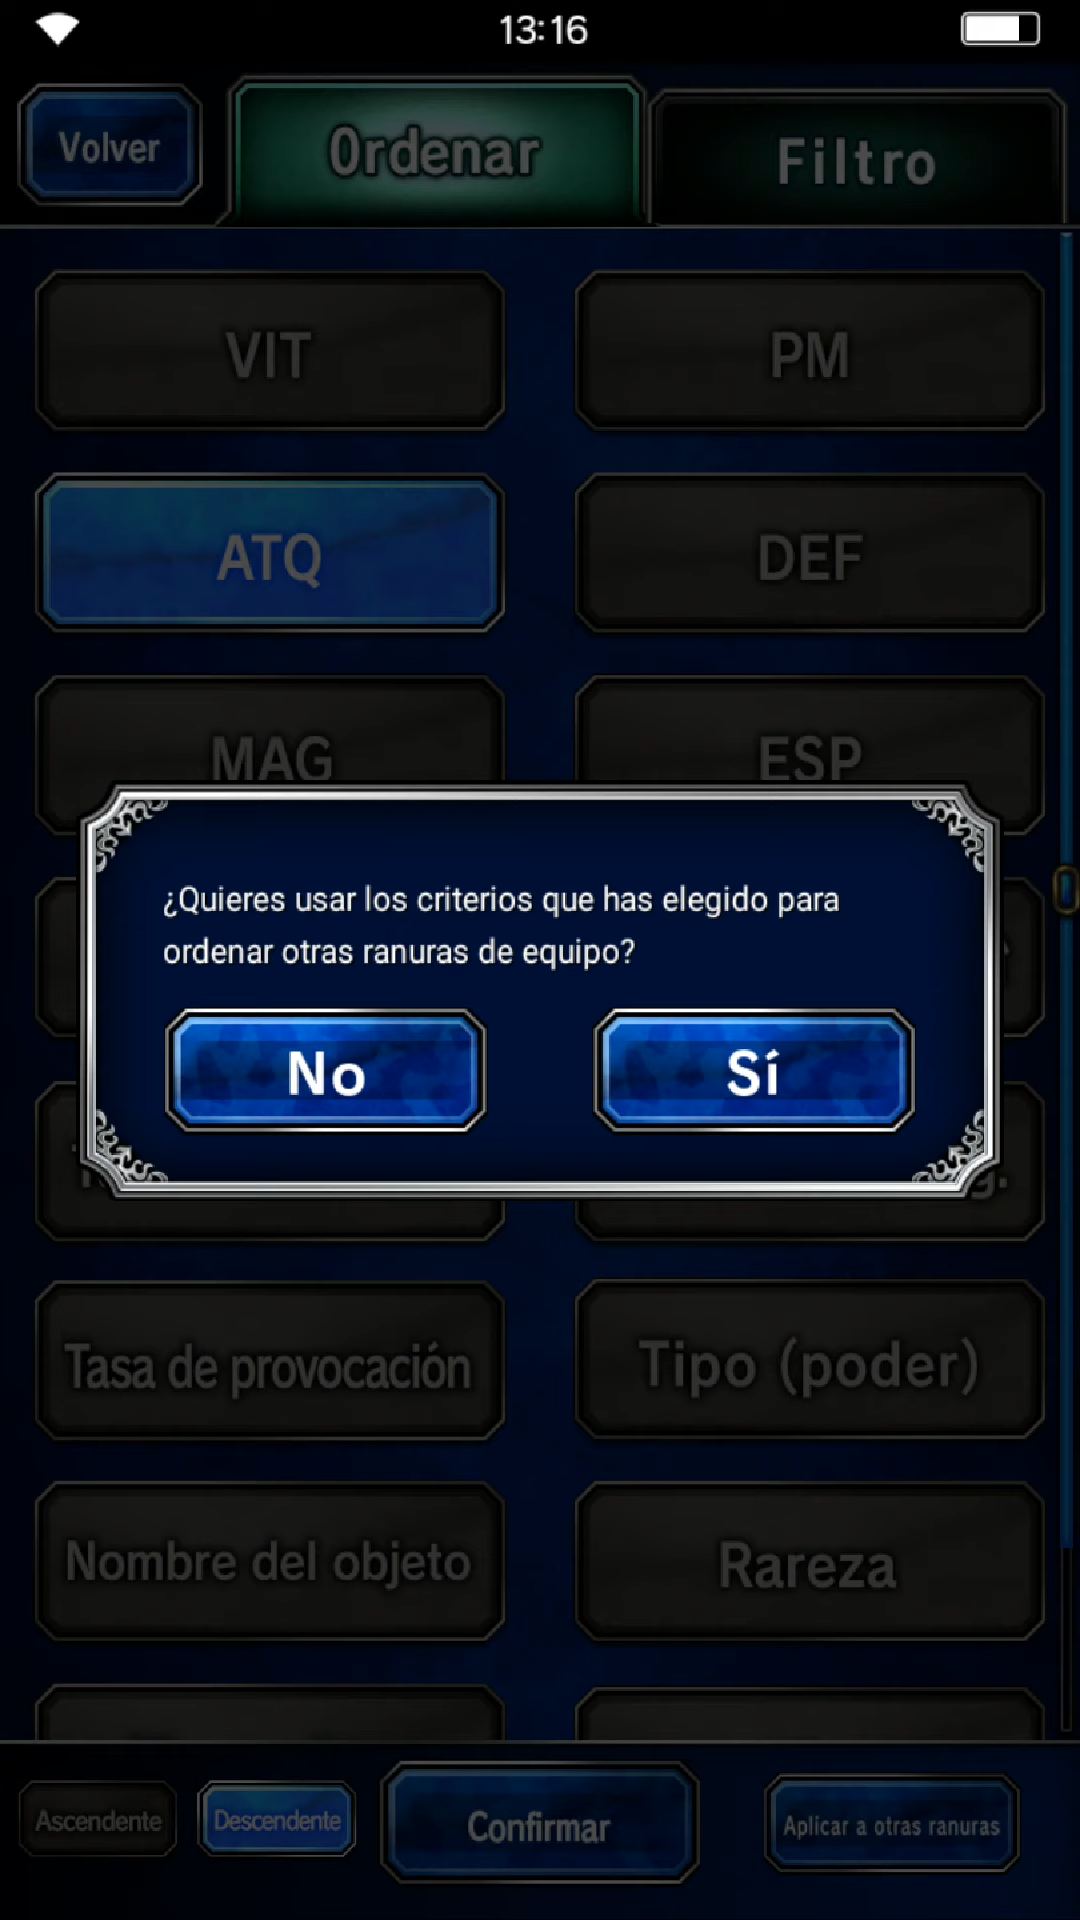 13:16
Volver
Ordenar
Filtro
VIT
PM
ATQ
DEF
MAG
ESP
¿Quieres usar los criterios que has elegido para
ordenar otras ranuras de equipo?
No
Sí
Tasa de provocación
Tipo (poder)
Nombre del objeto
Rareza
Ascendente
Descendente
Confirmar
Aplicar a otras ranuras